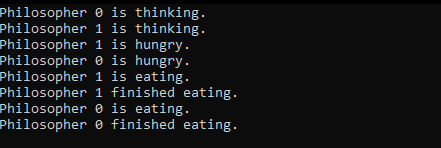 Philosopher 0 is thinking.
Philosopher 1 is thinking.
Philosopher 1 is hungry.
Philosopher 0 is hungry.
Philosopher 1 is eating.
Philosopher 1 finished eating.
Philosopher 0 is eating.
Philosopher 0 finished eating.